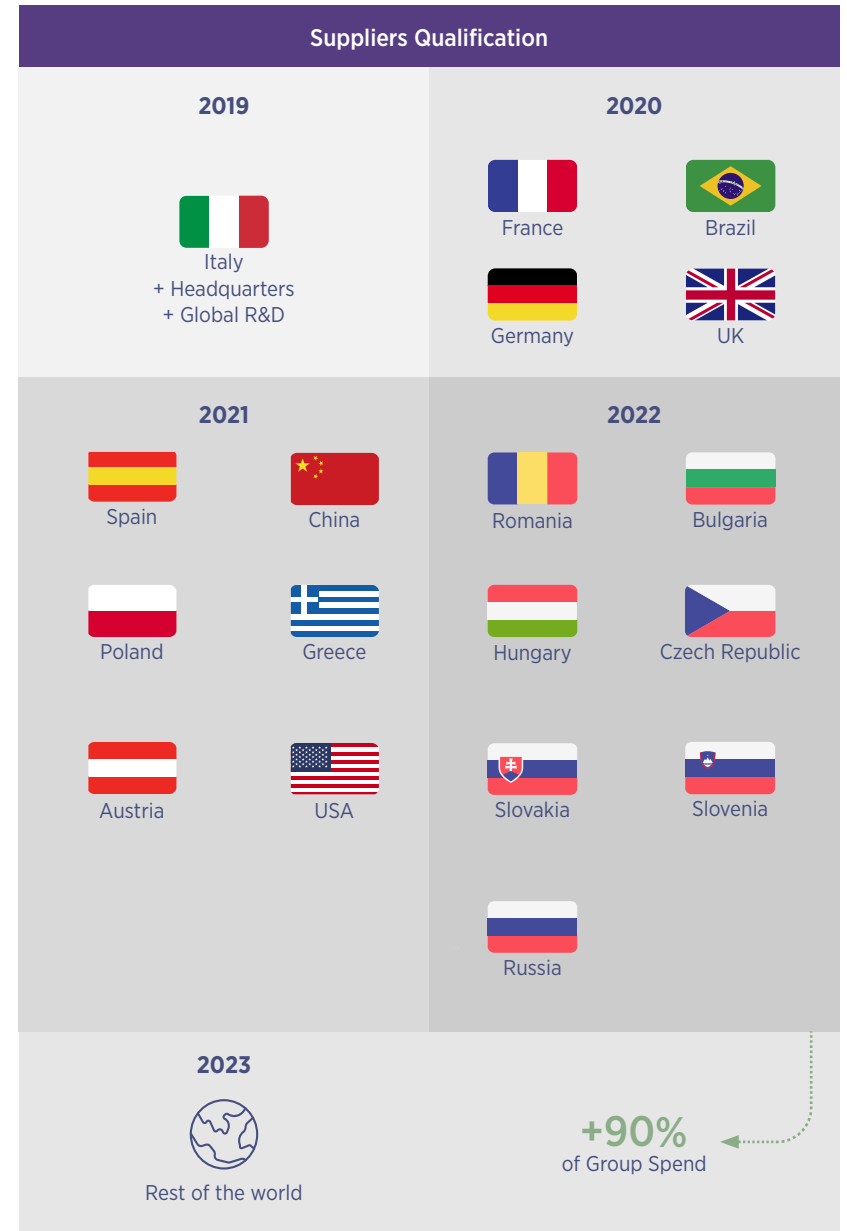 Suppliers Qualification
2019
Italy
+ Headquarters
+ Global R&D
2020
France
Brazil
Germany
UK
2021
Spain
China
Poland
Greece
Austria
USA
2022
Romania
Bulgaria
Hungary
Czech Republic
Slovakia
Slovenia
Russia
2023
Rest of the world
+90%
of Group Spend